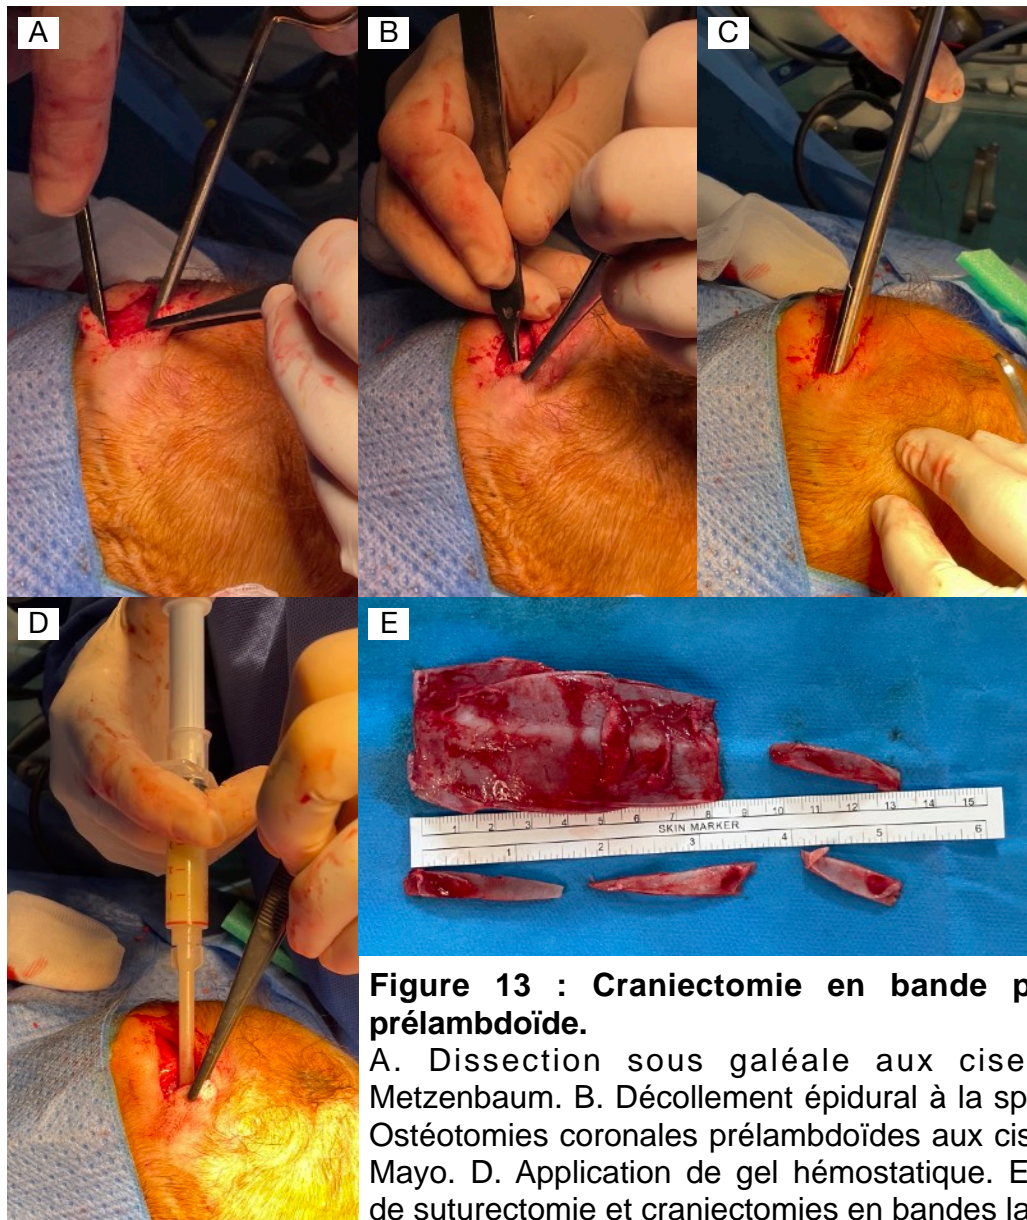 A
B
C
D
E
1 2 3 4 5 6 7 8 9 10 11 12 13 14 15
SKIN MARKER
1 2 3 4 5 6
Figure 13 : Craniectomie en bande
prélambdoïde.
A. Dissection sous galéale aux
Metzenbaum. B. Décollement épidural à la
Ostéotomies coronales prélambdoïdes aux
Mayo. D. Application de gel hémostatique. E
de suturectomie et craniectomies en bandes